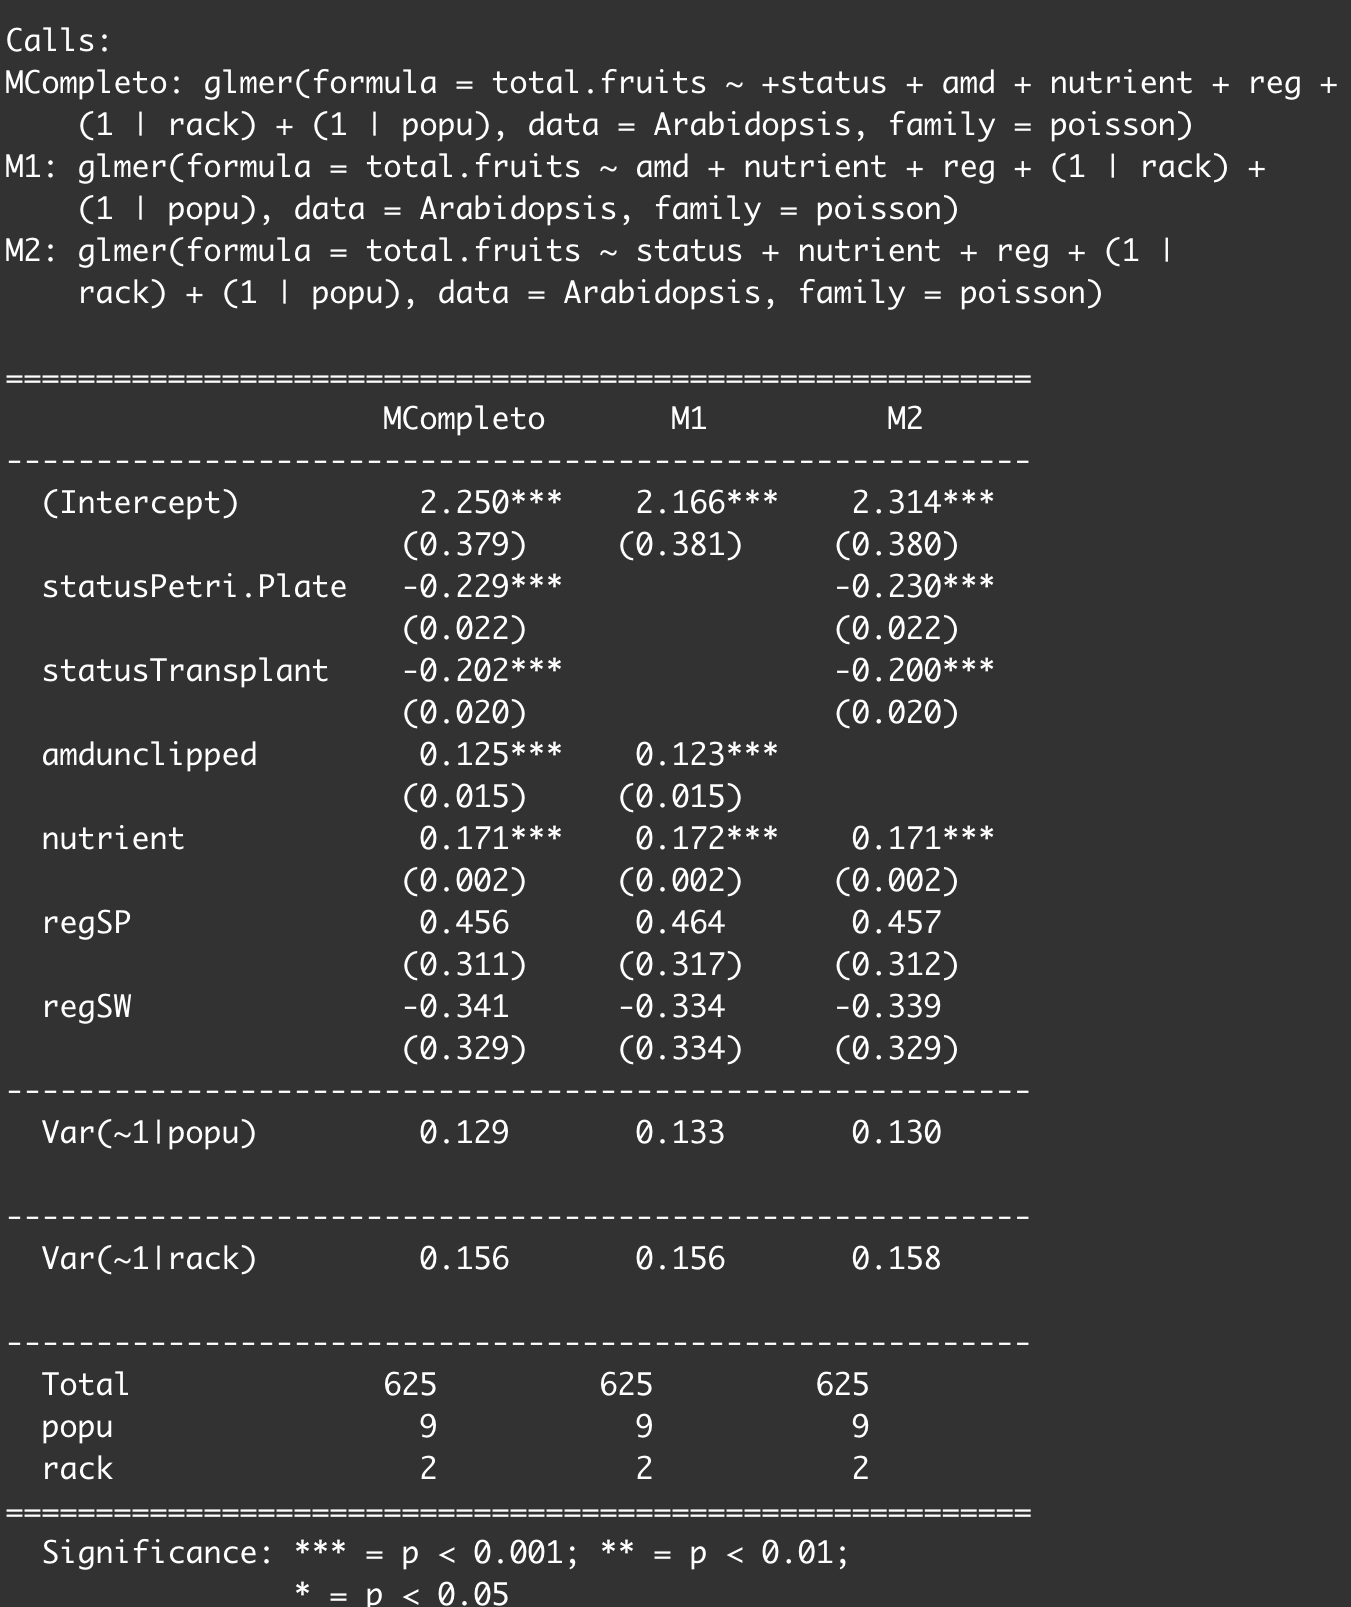 Calls:
MCompleto: glmer(formula = total.fruits ~ +status + amd + nutrient + reg +
    (1 | rack) + (1 | popu), data = Arabidopsis, family = poisson)
M1: glmer(formula = total.fruits ~ amd + nutrient + reg + (1 | rack) +
    (1 | popu), data = Arabidopsis, family = poisson)
M2: glmer(formula = total.fruits ~ status + nutrient + reg + (1 |
    rack) + (1 | popu), data = Arabidopsis, family = poisson)

=========================================================
                     MCompleto       M1          M2
---------------------------------------------------------
  (Intercept)          2.250***    2.166***    2.314***
                      (0.379)     (0.381)     (0.380)
  statusPetri.Plate   -0.229***               -0.230***
                      (0.022)                 (0.022)
  statusTransplant    -0.202***               -0.200***
                      (0.020)                 (0.020)
  amdunclipped         0.125***    0.123***
                      (0.015)     (0.015)
  nutrient             0.171***    0.172***    0.171***
                      (0.002)     (0.002)     (0.002)
  regSP                0.456       0.464       0.457
                      (0.311)     (0.317)     (0.312)
  regSW               -0.341      -0.334      -0.339
                      (0.329)     (0.334)     (0.329)
---------------------------------------------------------
  Var(~1|popu)         0.129       0.133       0.130

---------------------------------------------------------
  Var(~1|rack)         0.156       0.156       0.158

---------------------------------------------------------
  Total              625         625         625
  popu                 9           9           9
  rack                 2           2           2
=========================================================
  Significance: *** = p < 0.001; ** = p < 0.01;
                * = p < 0.05